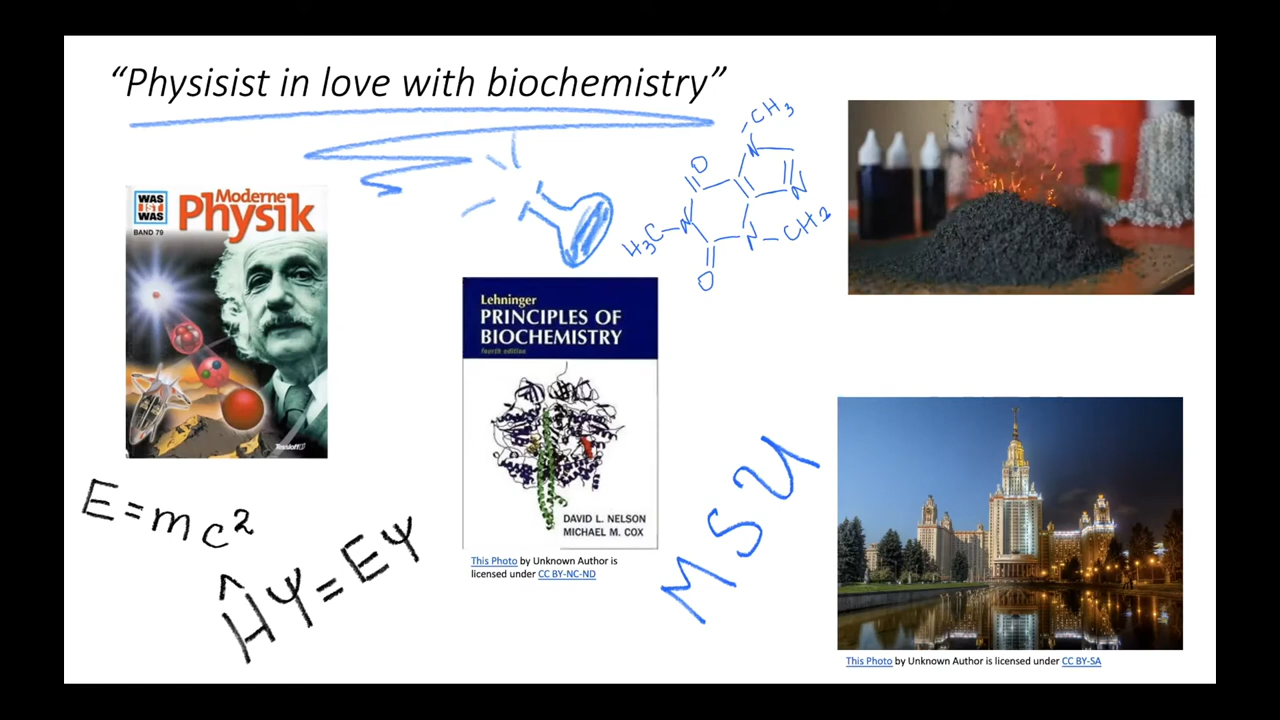 “Physisist in love with biochemistry”
WAS
IST
WAS
BAND 79
Moderne
Physik
Tessloff
E=mc²
ĤΨ=EΨ
Lehninger
PRINCIPLES OF
BIOCHEMISTRY
fourth edition
DAVID L. NELSON
MICHAEL M. COX
This Photo by Unknown Author is
licensed under CC BY-NC-ND
CH3
O
N
N
H3C
N
N
CH3
O
MSU
This Photo by Unknown Author is licensed under CC BY-SA